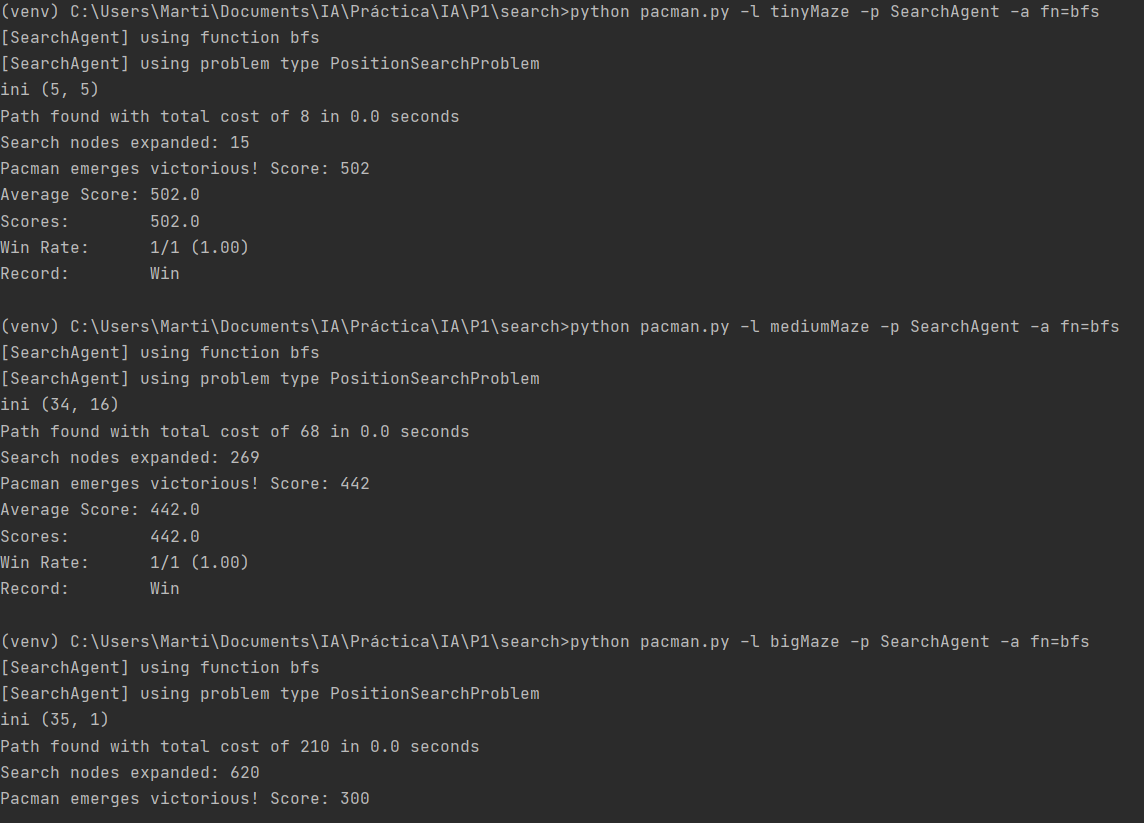 (venv) C:\Users\Marti\Documents\IA\Práctica\IA\P1\search>python pacman.py -l tinyMaze -p SearchAgent -a fn=bfs
[SearchAgent] using function bfs
[SearchAgent] using problem type PositionSearchProblem
ini (5, 5)
Path found with total cost of 8 in 0.0 seconds
Search nodes expanded: 15
Pacman emerges victorious! Score: 502
Average Score: 502.0
Scores:        502.0
Win Rate:      1/1 (1.00)
Record:        Win
(venv) C:\Users\Marti\Documents\IA\Práctica\IA\P1\search>python pacman.py -l mediumMaze -p SearchAgent -a fn=bfs
[SearchAgent] using function bfs
[SearchAgent] using problem type PositionSearchProblem
ini (34, 16)
Path found with total cost of 68 in 0.0 seconds
Search nodes expanded: 269
Pacman emerges victorious! Score: 442
Average Score: 442.0
Scores:        442.0
Win Rate:      1/1 (1.00)
Record:        Win
(venv) C:\Users\Marti\Documents\IA\Práctica\IA\P1\search>python pacman.py -l bigMaze -p SearchAgent -a fn=bfs
[SearchAgent] using function bfs
[SearchAgent] using problem type PositionSearchProblem
ini (35, 1)
Path found with total cost of 210 in 0.0 seconds
Search nodes expanded: 620
Pacman emerges victorious! Score: 300